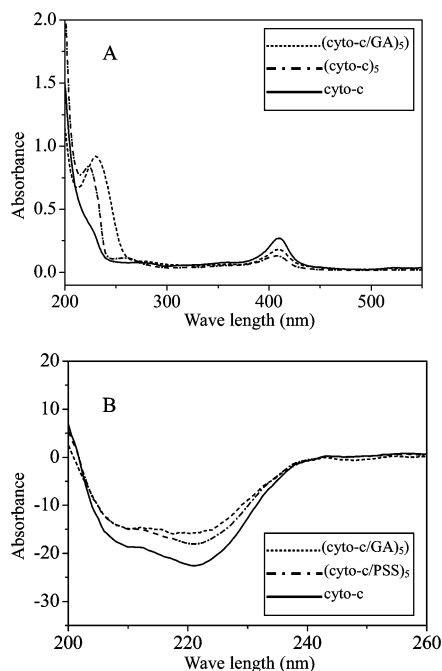 2.0
A
(cyto-c/GA)5)
(cyto-c)5
cyto-c
1.5
1.0
0.5
0.0
Absorbance
200 300 400 500
Wave length (nm)
20
B
10
0
-10
-20
-30
Absorbance
(cyto-c/GA)5)
(cyto-c/PSS)5
cyto-c
200 220 240 260
Wave length (nm)